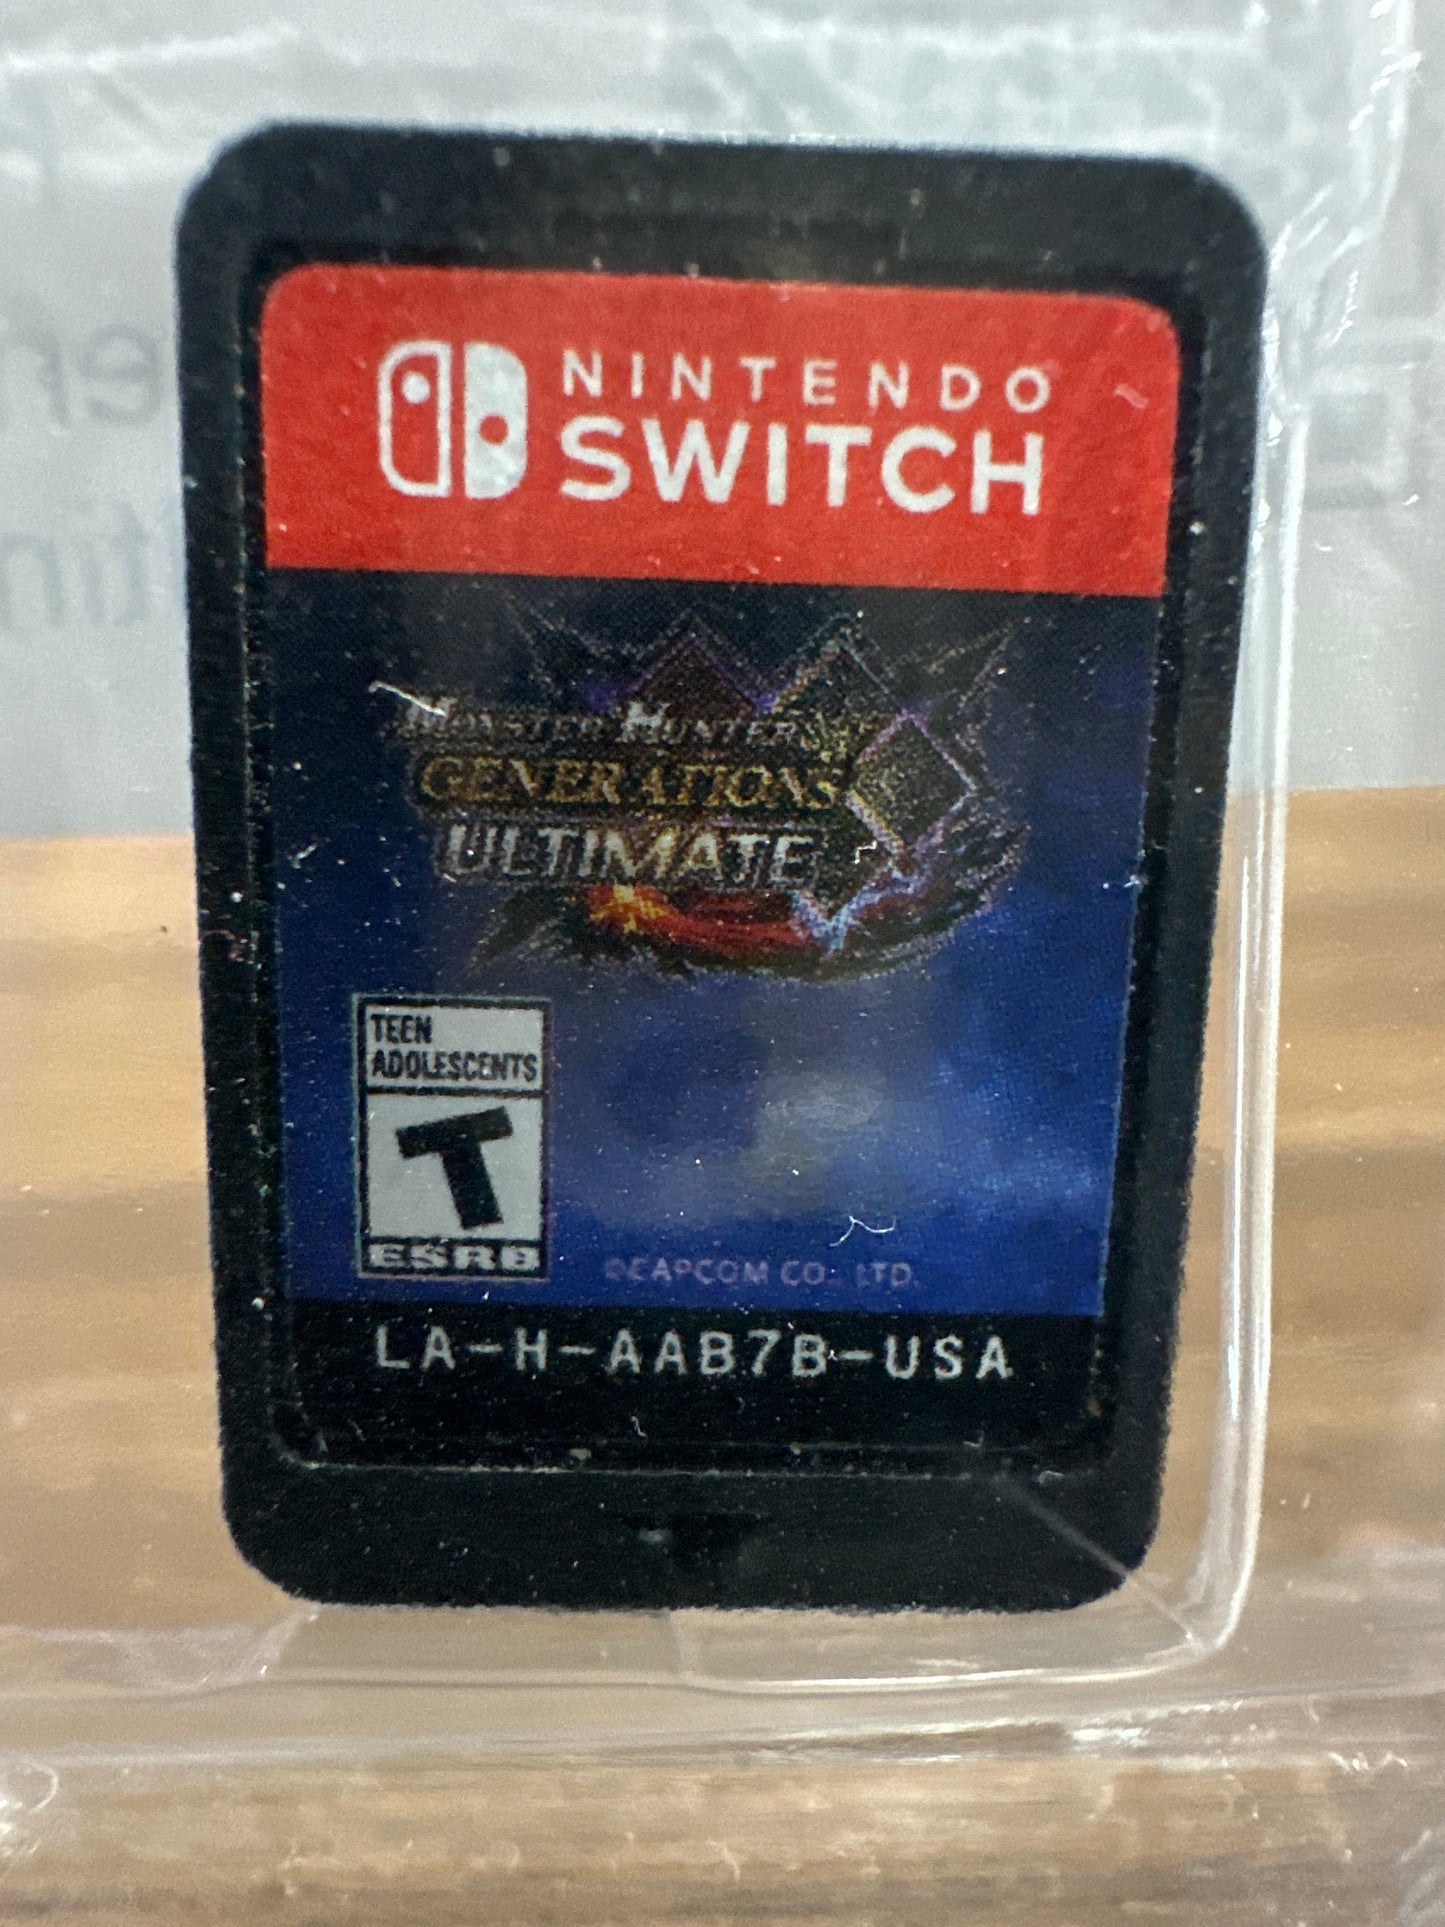 NINTENDO
SWITCH
MONSTER HUNTER
GENERATIONS
ULTIMATE
TEEN
ADOLESCENTS
T
ESRB
©CAPCOM CO., LTD.
LA-H-AAB7B-USA